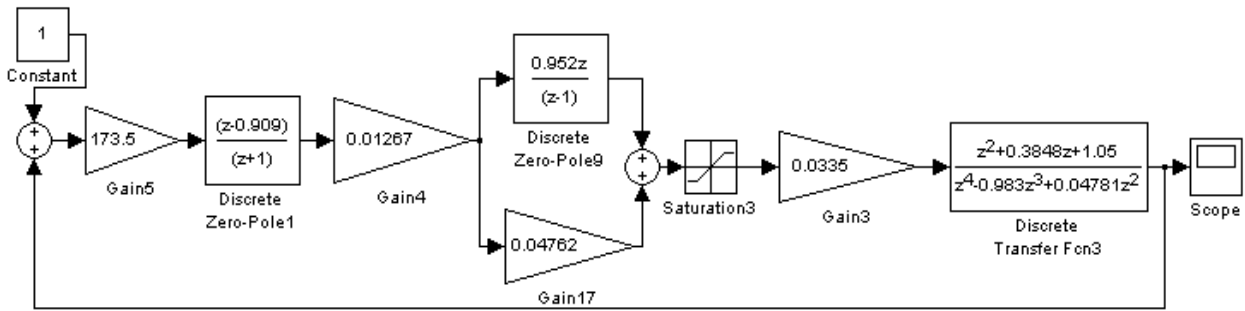 1
Constant
+
+
173.5
Gain5
(z-0.909)
(z+1)
Discrete
Zero-Pole1
0.01267
Gain4
0.952z
(z-1)
Discrete
Zero-Pole9
0.04762
Gain17
+
+
Saturation3
0.0335
Gain3
z²+0.3848z+1.05
z⁴-0.983z³+0.04781z²
Discrete
Transfer Fcn3
Scope